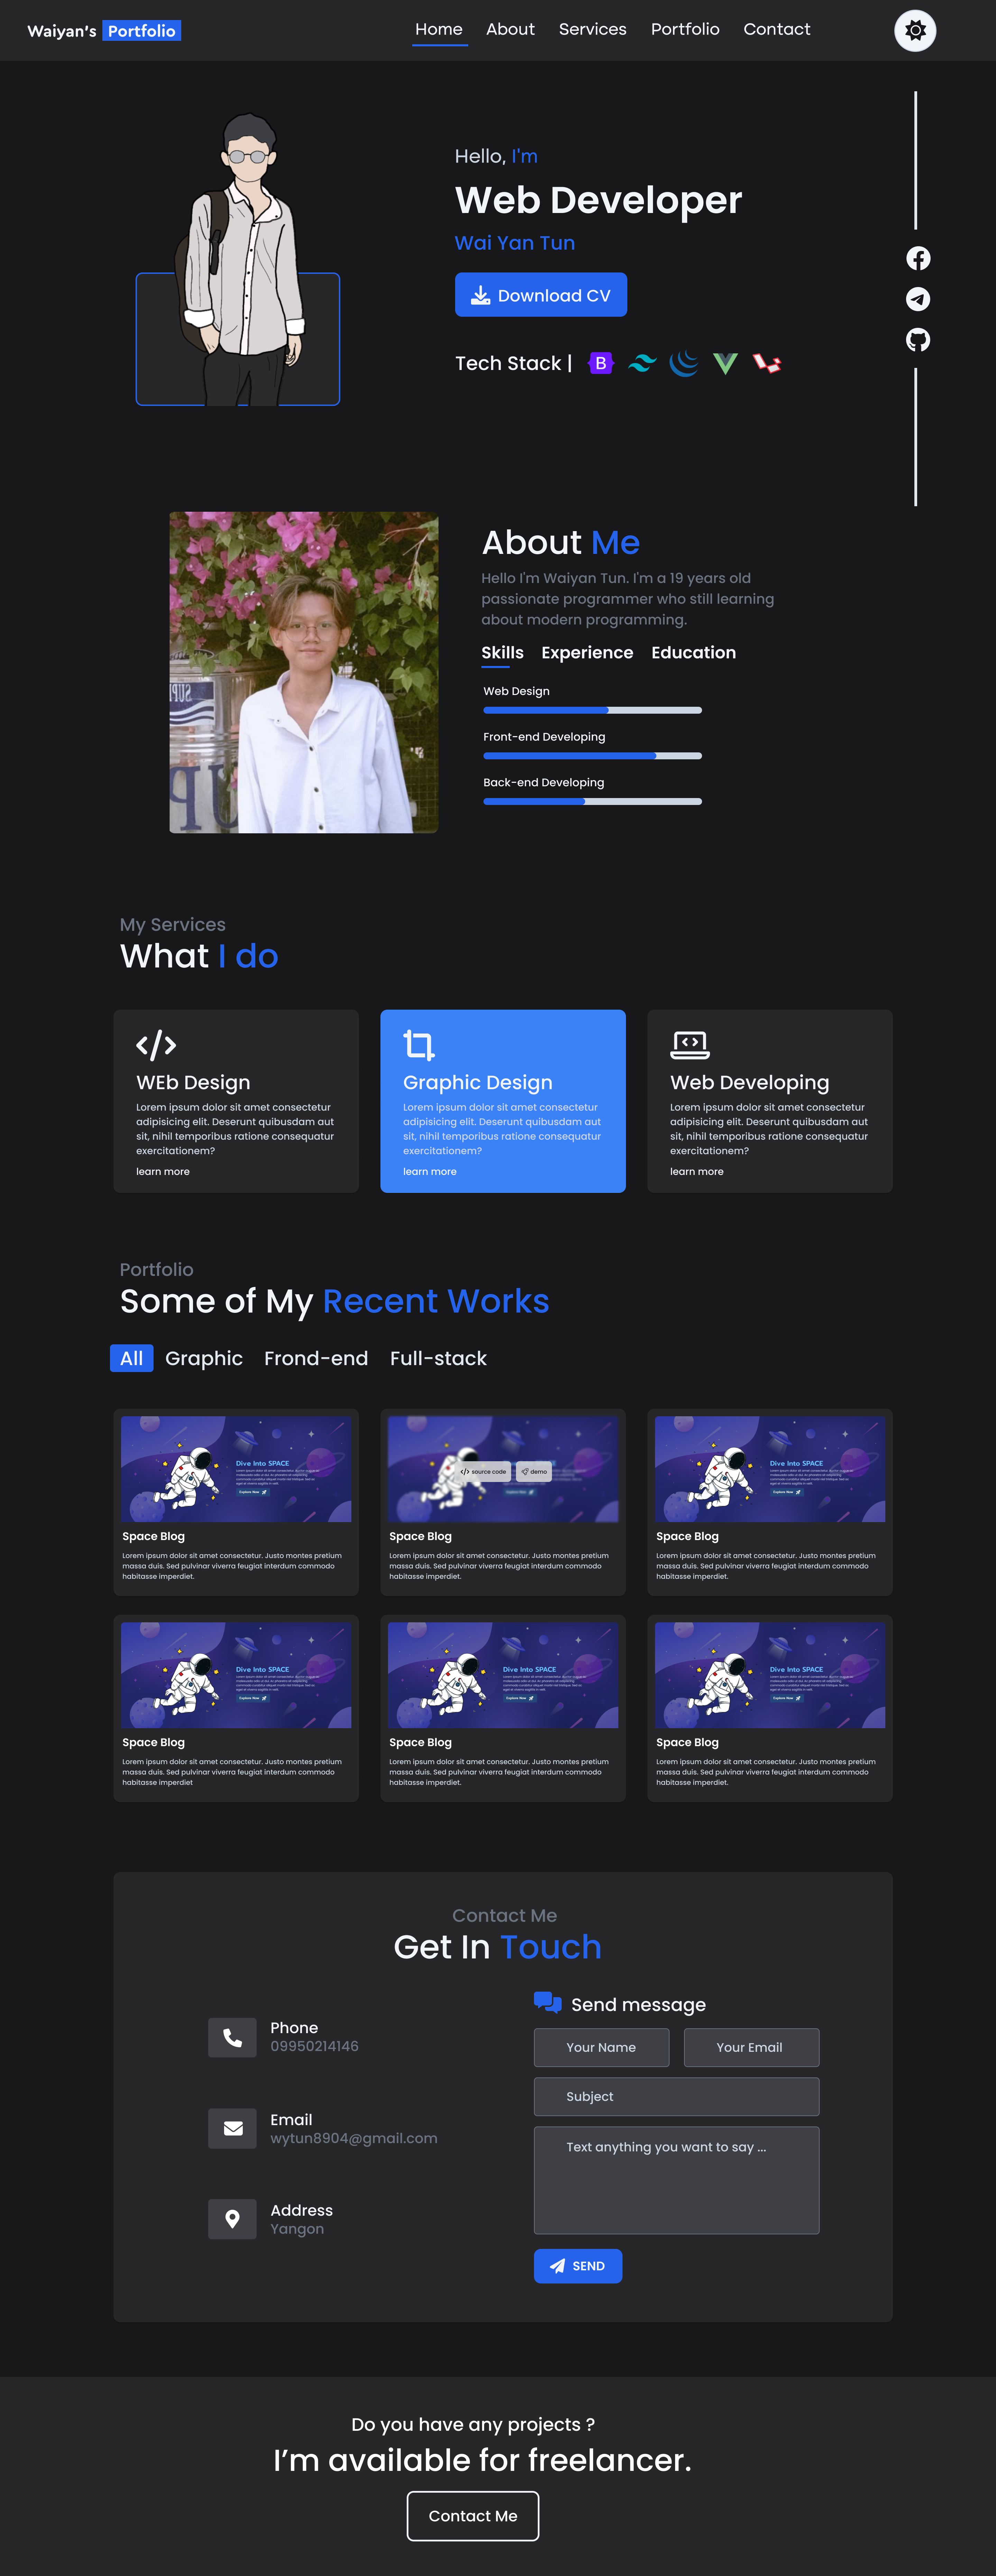 Waiyan's Portfolio
Home About Services Portfolio Contact
Hello, I'm
Web Developer
Wai Yan Tun
Download CV
Tech Stack | B
About Me
Hello I'm Waiyan Tun. I'm a 19 years old
passionate programmer who still learning
about modern programming.
Skills Experience Education
Web Design
Front-end Developing
Back-end Developing
My Services
What I do
WEb Design
Lorem ipsum dolor sit amet consectetur
adipisicing elit. Deserunt quibusdam aut
sit, nihil temporibus ratione consequatur
exercitationem?
learn more
Graphic Design
Lorem ipsum dolor sit amet consectetur
adipisicing elit. Deserunt quibusdam aut
sit, nihil temporibus ratione consequatur
exercitationem?
learn more
Web Developing
Lorem ipsum dolor sit amet consectetur
adipisicing elit. Deserunt quibusdam aut
sit, nihil temporibus ratione consequatur
exercitationem?
learn more
Portfolio
Some of My Recent Works
All Graphic Frond-end Full-stack
Dive Into SPACE
Explore Now
Space Blog
Lorem ipsum dolor sit amet consectetur. Justo montes pretium
massa duis. Sed pulvinar viverra feugiat interdum commodo
habitasse imperdiet.
source code demo
Explore Now
Space Blog
Lorem ipsum dolor sit amet consectetur. Justo montes pretium
massa duis. Sed pulvinar viverra feugiat interdum commodo
habitasse imperdiet.
Dive Into SPACE
Explore Now
Space Blog
Lorem ipsum dolor sit amet consectetur. Justo montes pretium
massa duis. Sed pulvinar viverra feugiat interdum commodo
habitasse imperdiet.
Dive Into SPACE
Explore Now
Space Blog
Lorem ipsum dolor sit amet consectetur. Justo montes pretium
massa duis. Sed pulvinar viverra feugiat interdum commodo
habitasse imperdiet
Dive Into SPACE
Explore Now
Space Blog
Lorem ipsum dolor sit amet consectetur. Justo montes pretium
massa duis. Sed pulvinar viverra feugiat interdum commodo
habitasse imperdiet.
Dive Into SPACE
Explore Now
Space Blog
Lorem ipsum dolor sit amet consectetur. Justo montes pretium
massa duis. Sed pulvinar viverra feugiat interdum commodo
habitasse imperdiet.
Contact Me
Get In Touch
Phone
09950214146
Email
wytun8904@gmail.com
Address
Yangon
Send message
Your Name Your Email
Subject
Text anything you want to say ...
SEND
Do you have any projects ?
I’m available for freelancer.
Contact Me